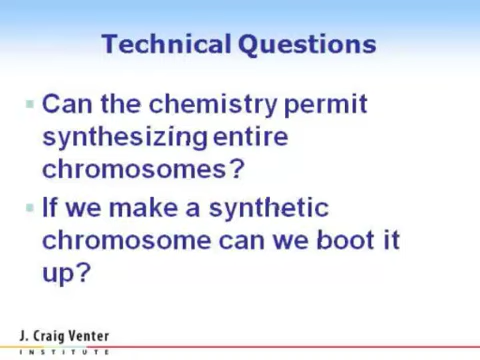 Technical Questions
Can the chemistry permit
synthesizing entire
chromosomes?
If we make a synthetic
chromosome can we boot it
up?
J. Craig Venter
INSTITUTE